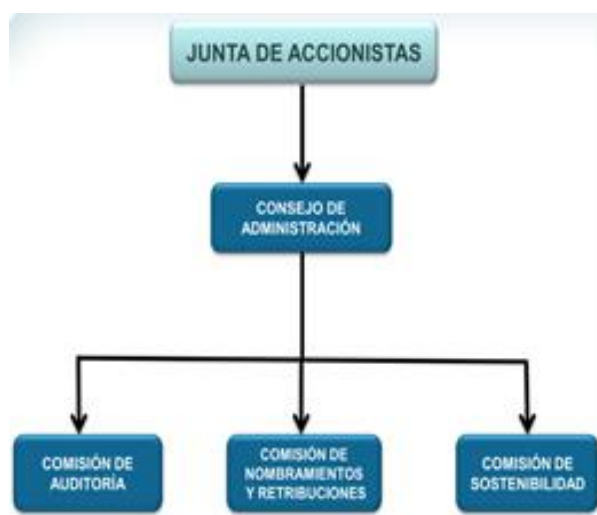 JUNTA DE ACCIONISTAS
CONSEJO DE
ADMINISTRACIÓN
COMISIÓN DE
AUDITORÍA
COMISIÓN DE
NOMBRAMIENTOS
Y RETRIBUCIONES
COMISIÓN DE
SOSTENIBILIDAD